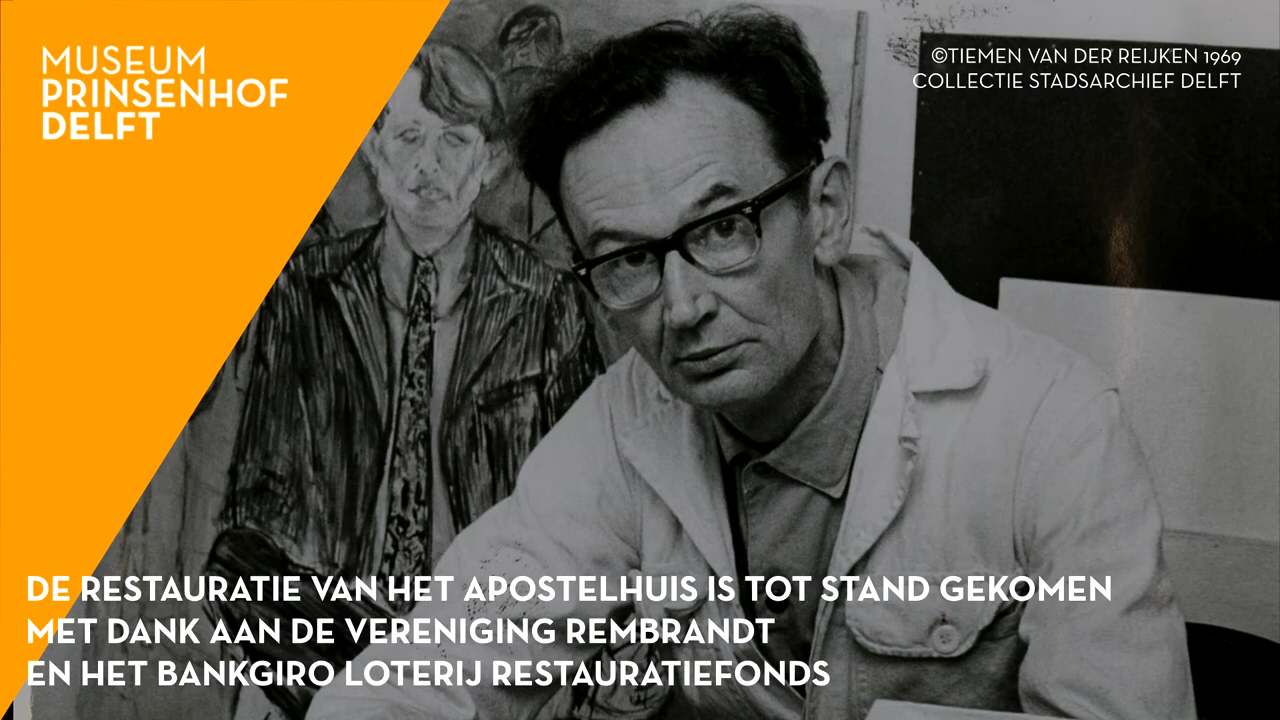 MUSEUM
PRINSENHOF
DELFT
©TIEMEN VAN DER REIJKEN 1969
COLLECTIE STADSARCHIEF DELFT
DE RESTAURATIE VAN HET APOSTELHUIS IS TOT STAND GEKOMEN
MET DANK AAN DE VERENIGING REMBRANDT
EN HET BANKGIRO LOTERIJ RESTAURATIEFONDS